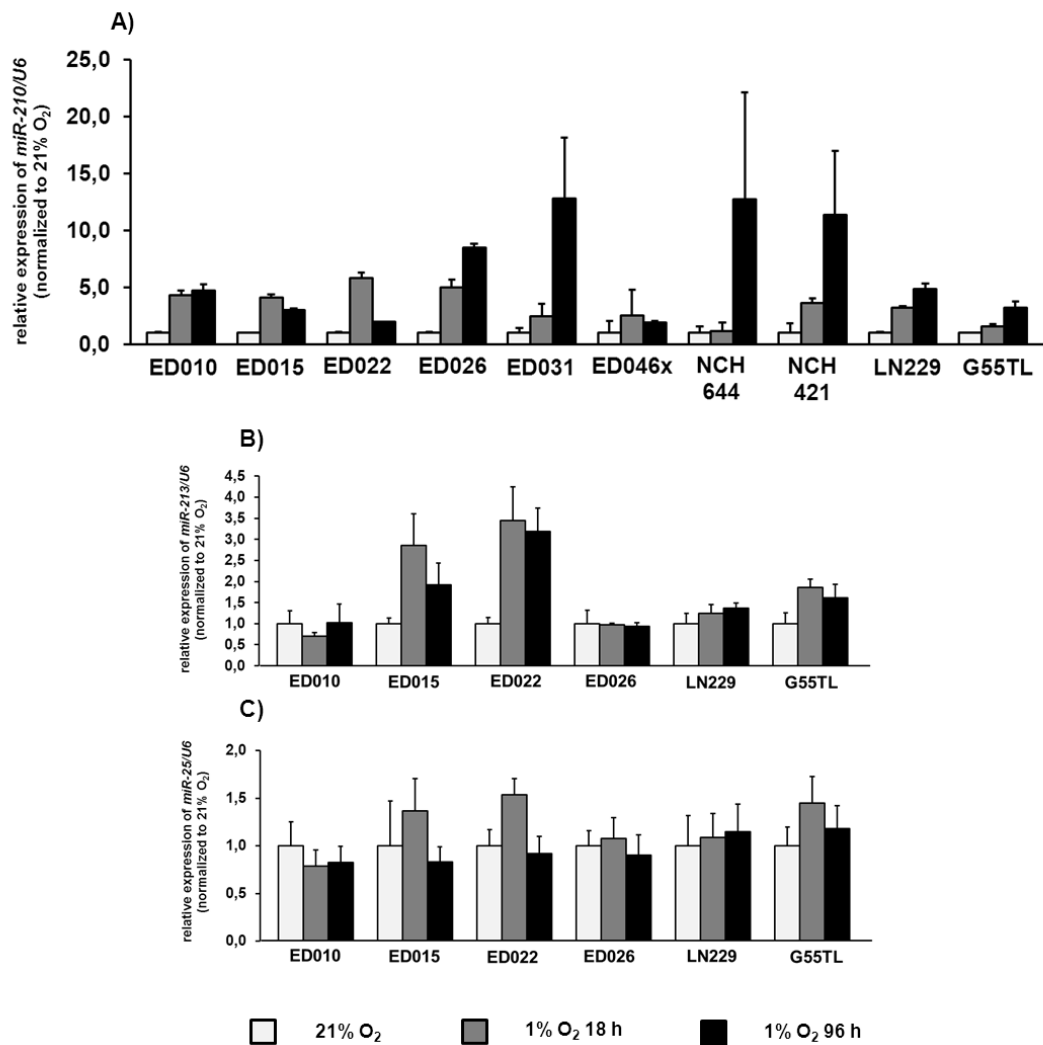 A)
relative expression of miR-210/U6
(normalized to 21% O₂)
25,0
20,0
15,0
10,0
5,0
0,0
ED010 ED015 ED022 ED026 ED031 ED046x NCH 644 NCH 421 LN229 G55TL
B)
relative expression of miR-213/U6
(normalized to 21% O₂)
4,5
4,0
3,5
3,0
2,5
2,0
1,5
1,0
0,5
0,0
ED010 ED015 ED022 ED026 LN229 G55TL
C)
relative expression of miR-25/U6
(normalized to 21% O₂)
2,0
1,5
1,0
0,5
0,0
ED010 ED015 ED022 ED026 LN229 G55TL
21% O₂ 1% O₂ 18 h 1% O₂ 96 h